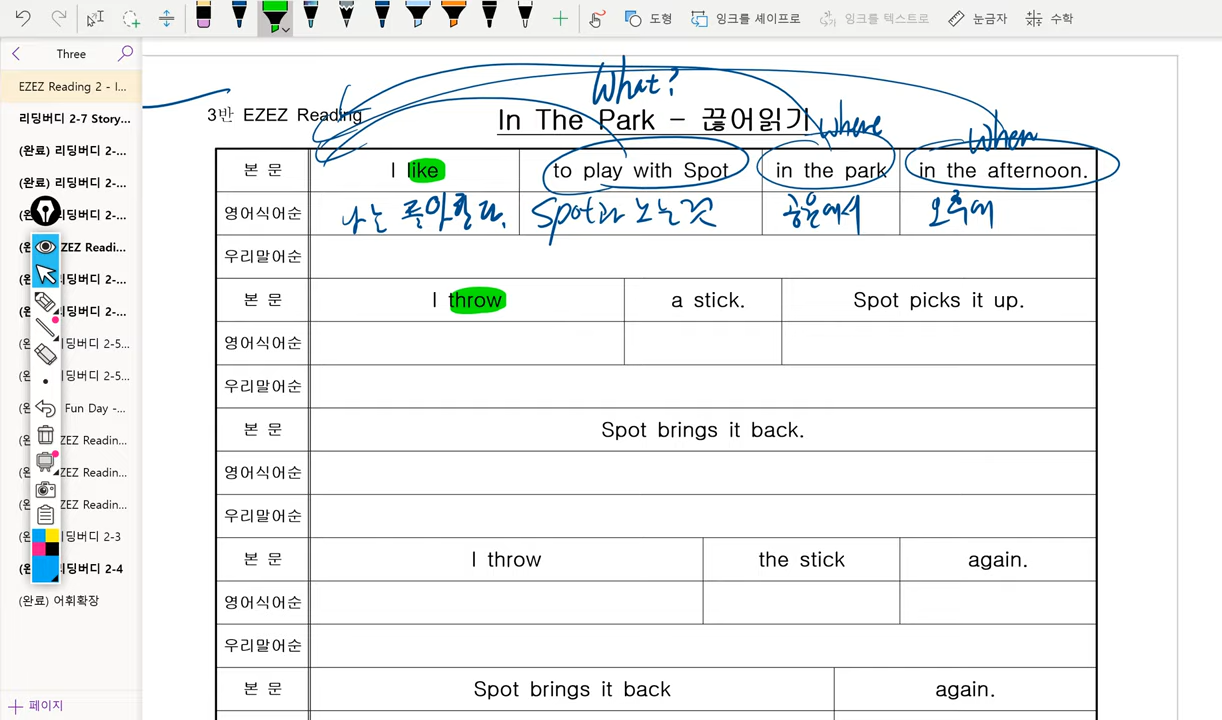 도형 잉크를 셰이프로 잉크를 텍스트로 눈금자 수학
Three
EZEZ Reading 2 - I...
리딩버디 2-7 Story...
(완료) 리딩버디 2-...
(완료) 리딩버디 2-...
리딩버디 2-...
ZEZ Readi...
리딩버디 2-...
리딩버디 2-...
리딩버디 2-5...
리딩버디 2-5...
Fun Day -...
ZEZ Readin...
ZEZ Readin...
ZEZ Readin...
리딩버디 2-3
리딩버디 2-4
(완료) 어휘확장
페이지
What?
3반 EZEZ Reading
In The Park - 끊어읽기
where
when
본 문 I like to play with Spot in the park in the afternoon.
영어식어순 나는 좋아한다. Spot과 노는것 공원에서 오후에
우리말어순
본 문 I throw a stick. Spot picks it up.
영어식어순
우리말어순
본 문 Spot brings it back.
영어식어순
우리말어순
본 문 I throw the stick again.
영어식어순
우리말어순
본 문 Spot brings it back again.